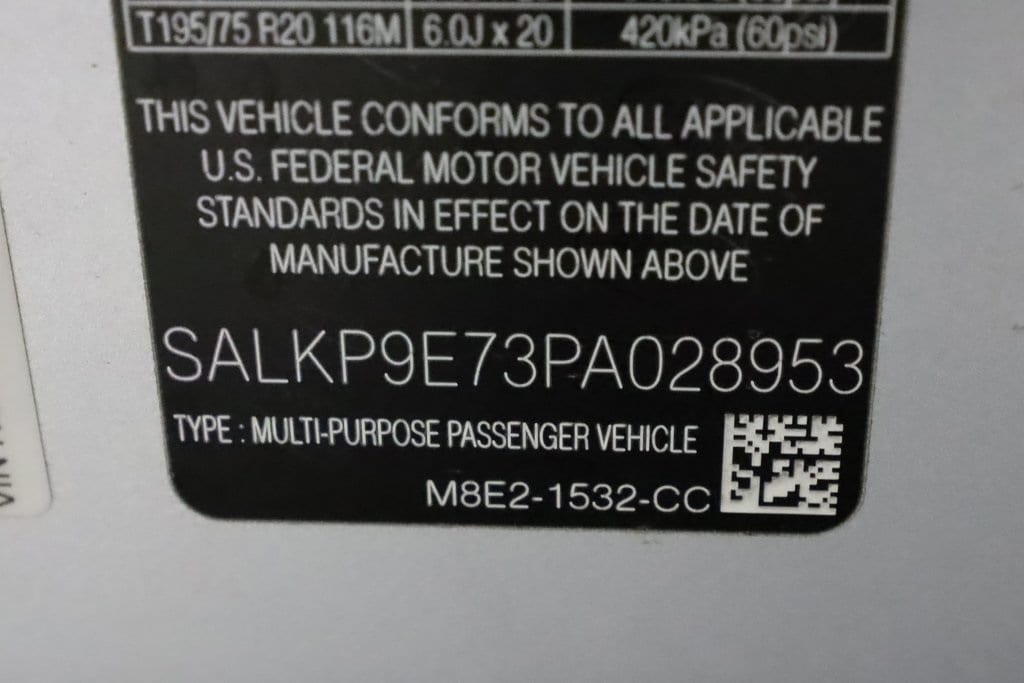 T195/75 R20 116M 6.0J x 20 420kPa (60psi)
THIS VEHICLE CONFORMS TO ALL APPLICABLE
U.S. FEDERAL MOTOR VEHICLE SAFETY
STANDARDS IN EFFECT ON THE DATE OF
MANUFACTURE SHOWN ABOVE
SALKP9E73PA028953
TYPE : MULTI-PURPOSE PASSENGER VEHICLE
M8E2-1532-CC